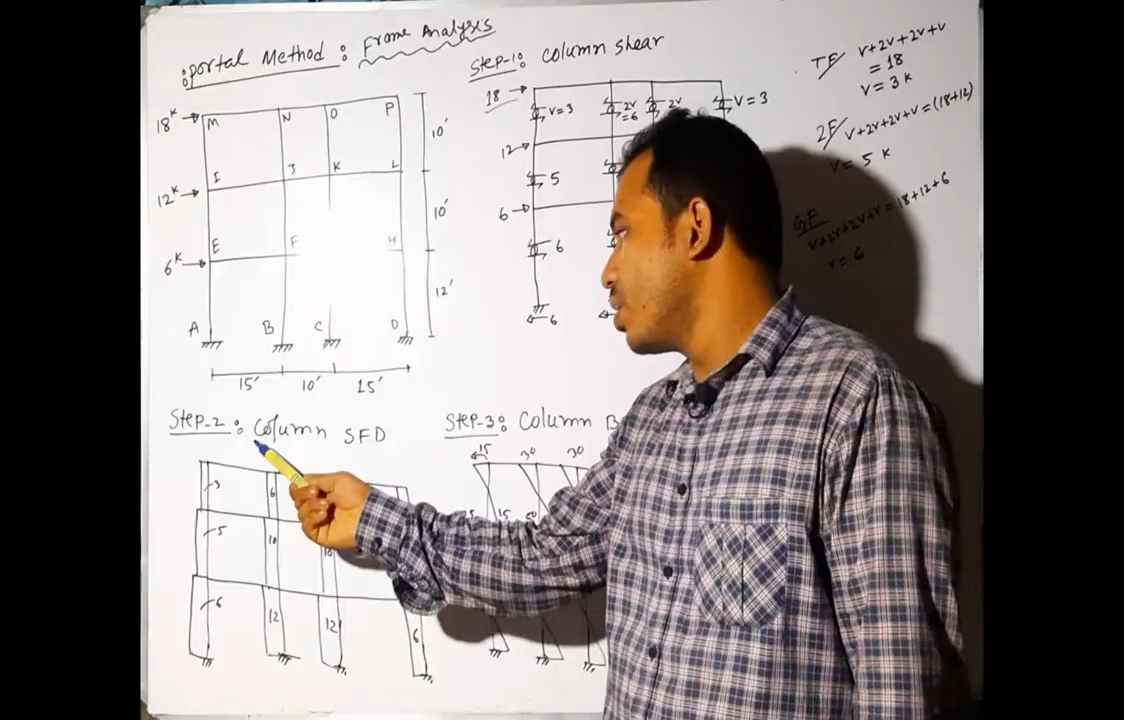 :portal Method: Frame Analysis
18ᴷ
12ᴷ
6ᴷ
M N O P
I J K L
E F H
A B C D
10'
10'
12'
15' 10' 15'
Step-1: Column shear
18
V=3 2V =6 2V V=3
12
5
6
6
6
TF/ V+2V+2V+V
= 18
V= 3 K
2F/ V+2V+2V+V = (18+12)
V= 5 K
GF
V+2V+2V+V = 18+12+6
V= 6
Step-2: Column SFD
3 6
5 10 10
6 12 12 6
Step-3: Column B
15 30 30
15